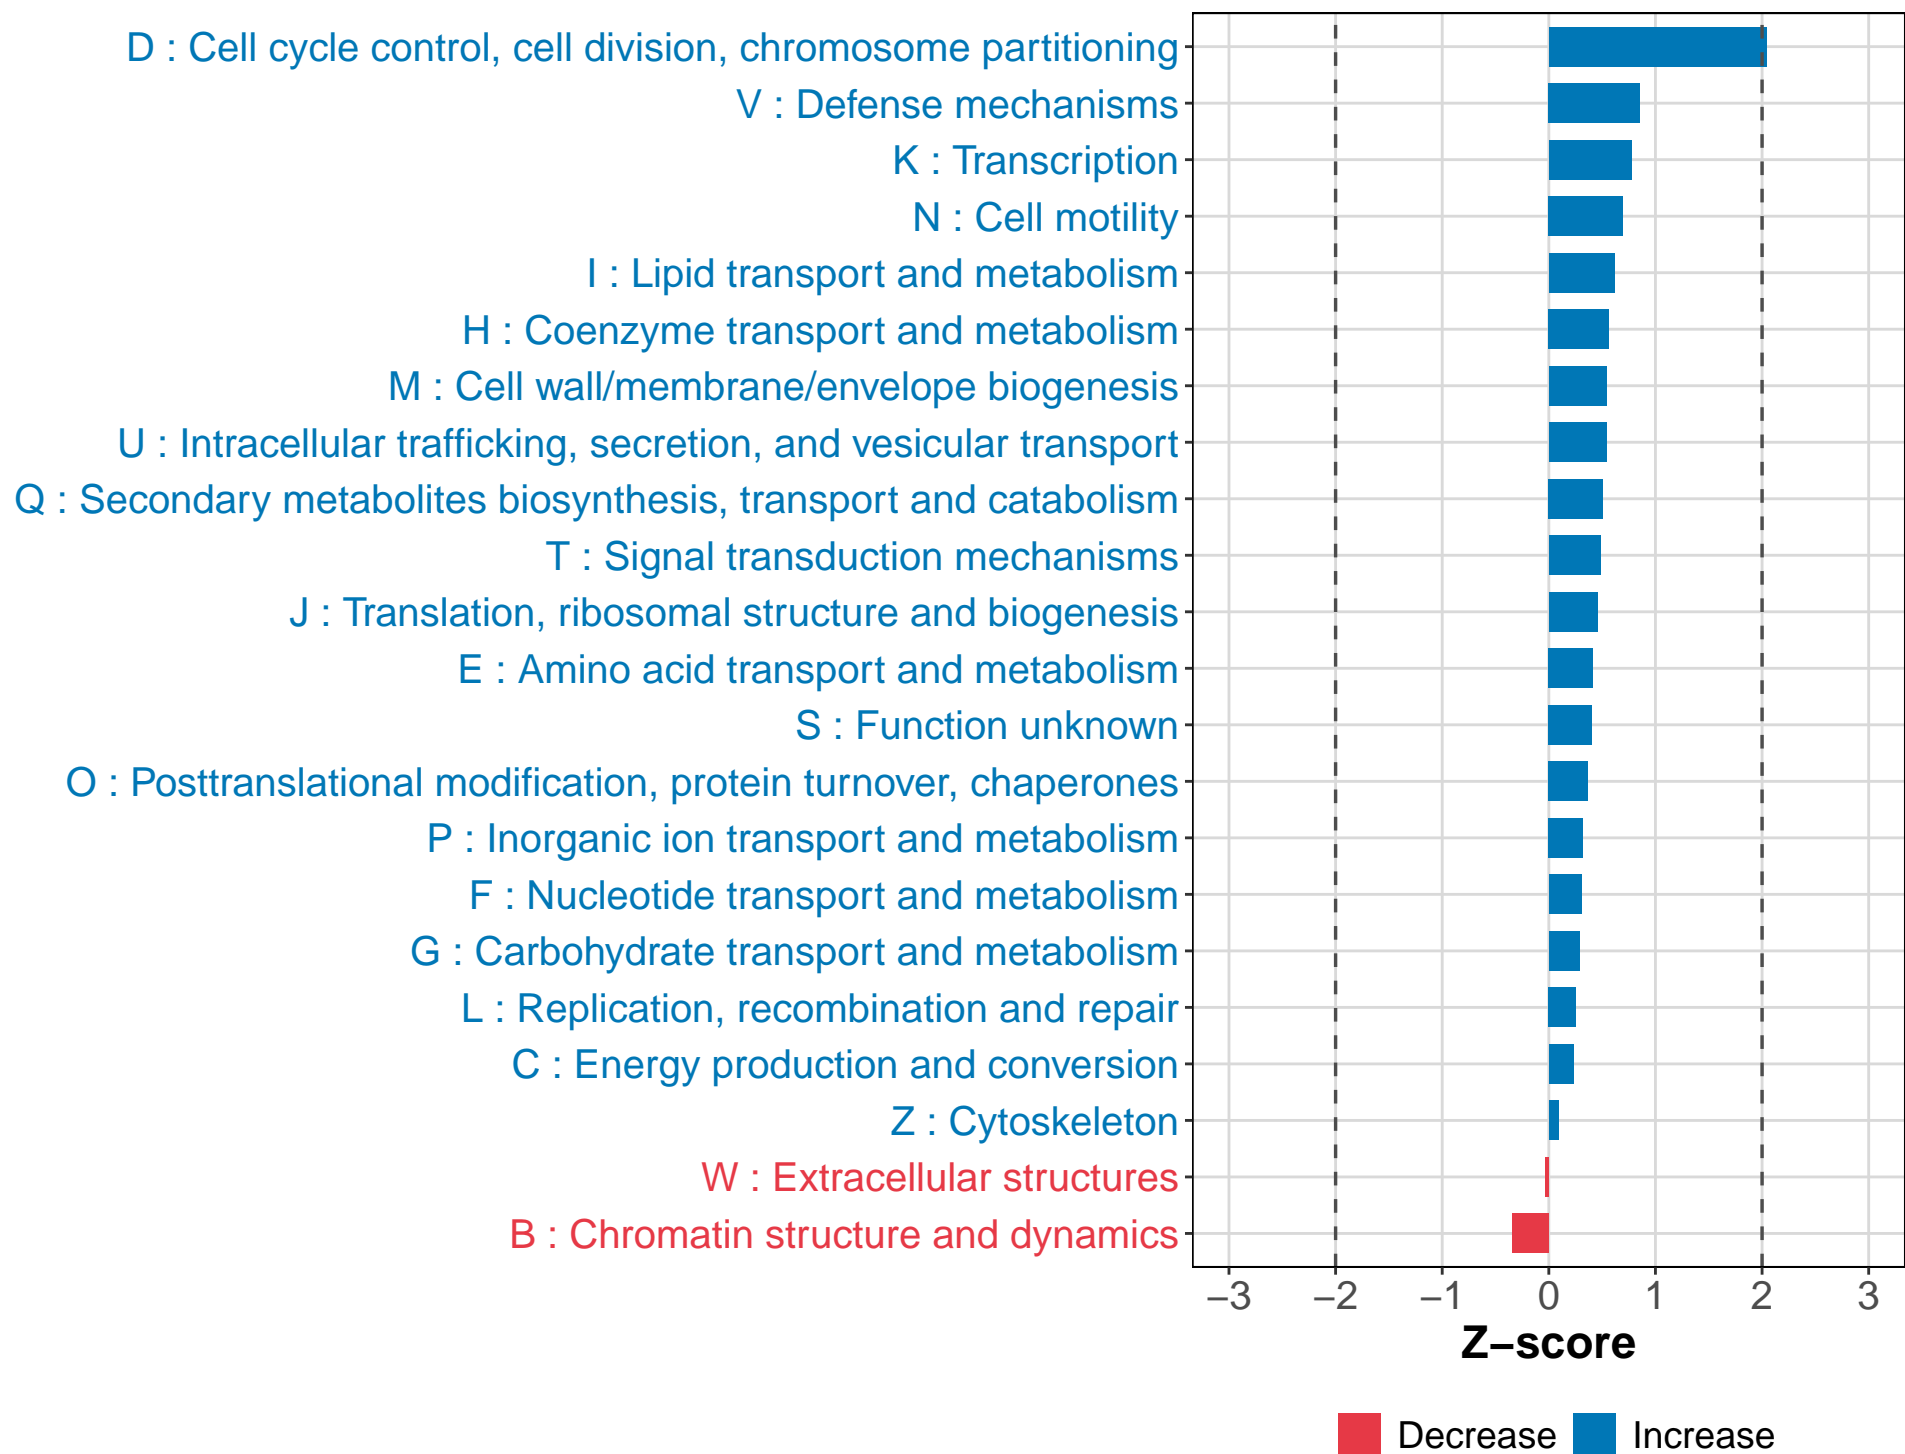 D : Cell cycle control, cell division, chromosome partitioning
V : Defense mechanisms
K : Transcription
N : Cell motility
I : Lipid transport and metabolism
H : Coenzyme transport and metabolism
M : Cell wall/membrane/envelope biogenesis
U : Intracellular trafficking, secretion, and vesicular transport
Q : Secondary metabolites biosynthesis, transport and catabolism
T : Signal transduction mechanisms
J : Translation, ribosomal structure and biogenesis
E : Amino acid transport and metabolism
S : Function unknown
O : Posttranslational modification, protein turnover, chaperones
P : Inorganic ion transport and metabolism
F : Nucleotide transport and metabolism
G : Carbohydrate transport and metabolism
L : Replication, recombination and repair
C : Energy production and conversion
Z : Cytoskeleton
W : Extracellular structures
B : Chromatin structure and dynamics
−3 −2 −1 0 1 2 3
Z−score
Decrease Increase